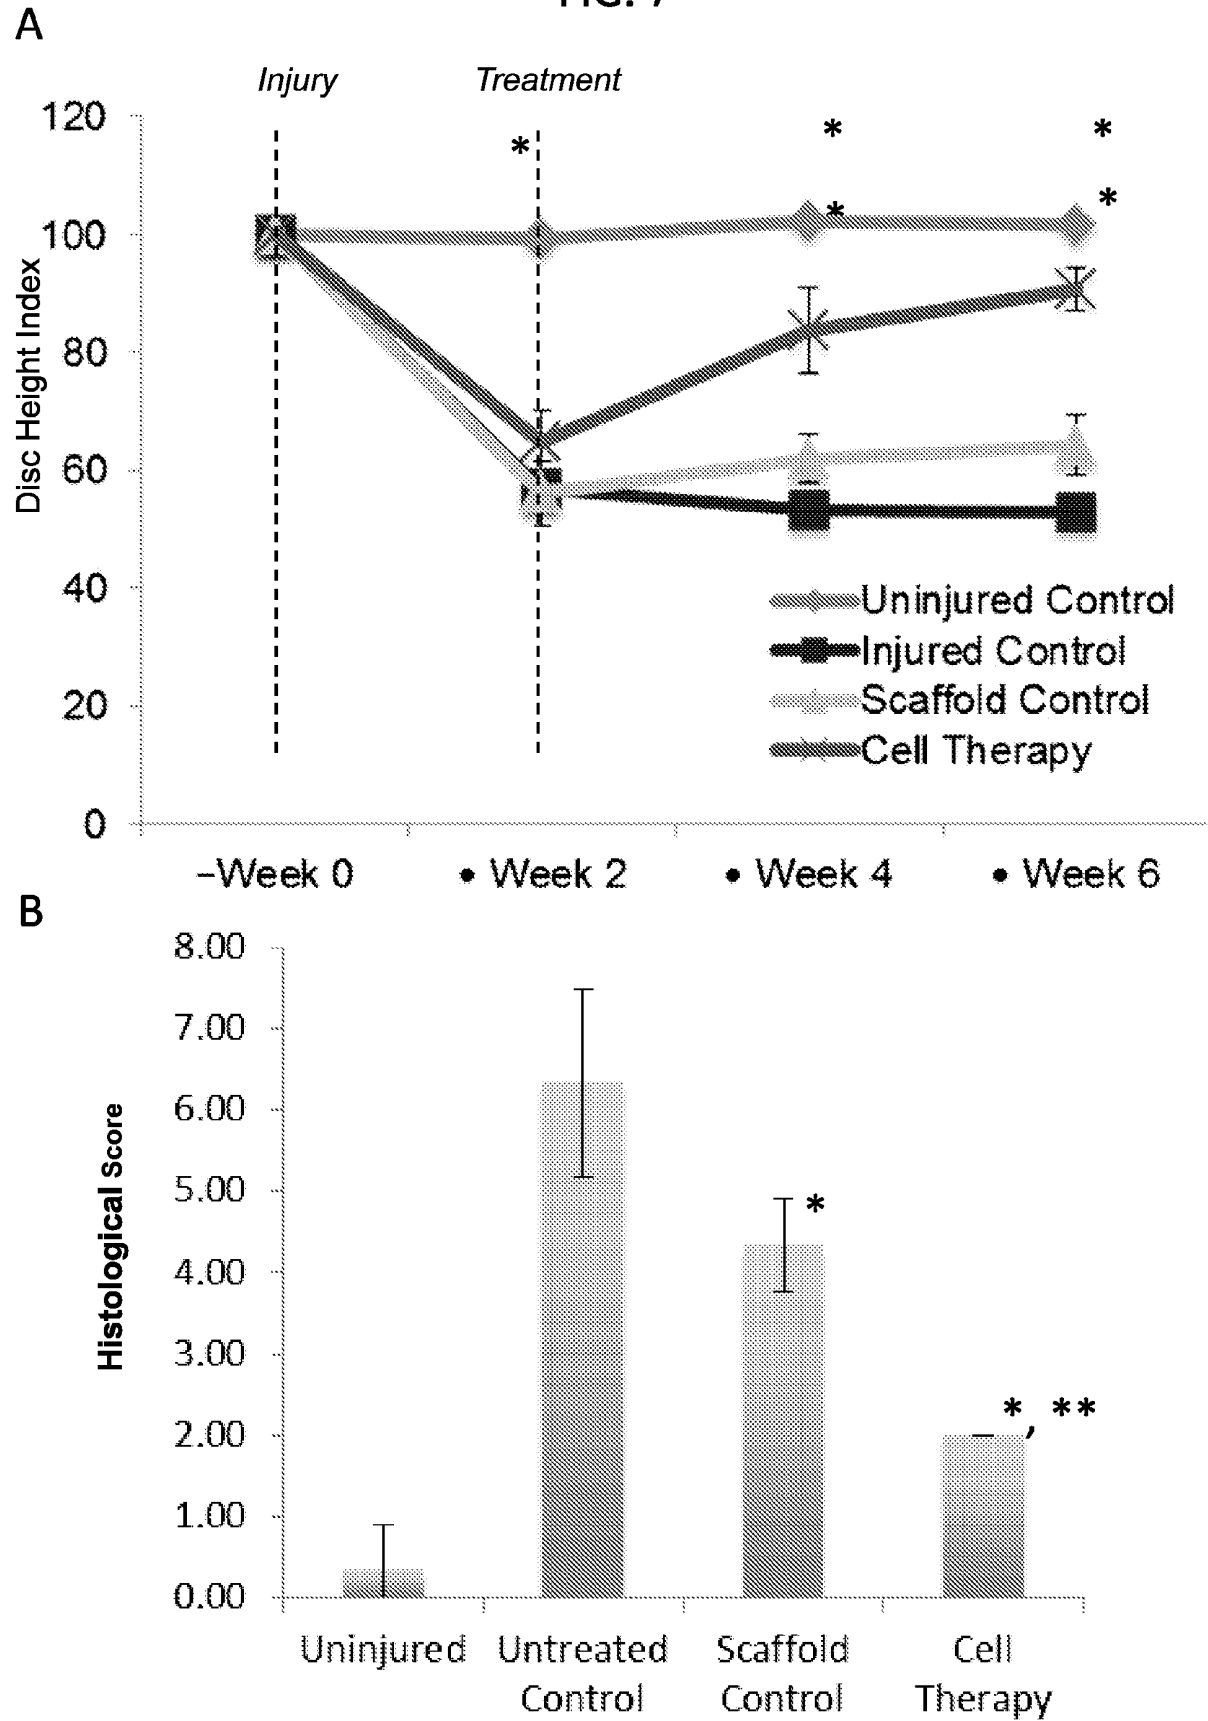 A
Injury Treatment
120
100
80
60
40
20
0
Disc Height Index
*
*
*
*
*
Uninjured Control
Injured Control
Scaffold Control
Cell Therapy
–Week 0 • Week 2 • Week 4 • Week 6
B
8.00
7.00
6.00
5.00
4.00
3.00
2.00
1.00
0.00
Histological Score
*
*, **
Uninjured
Untreated
Control
Scaffold
Control
Cell
Therapy